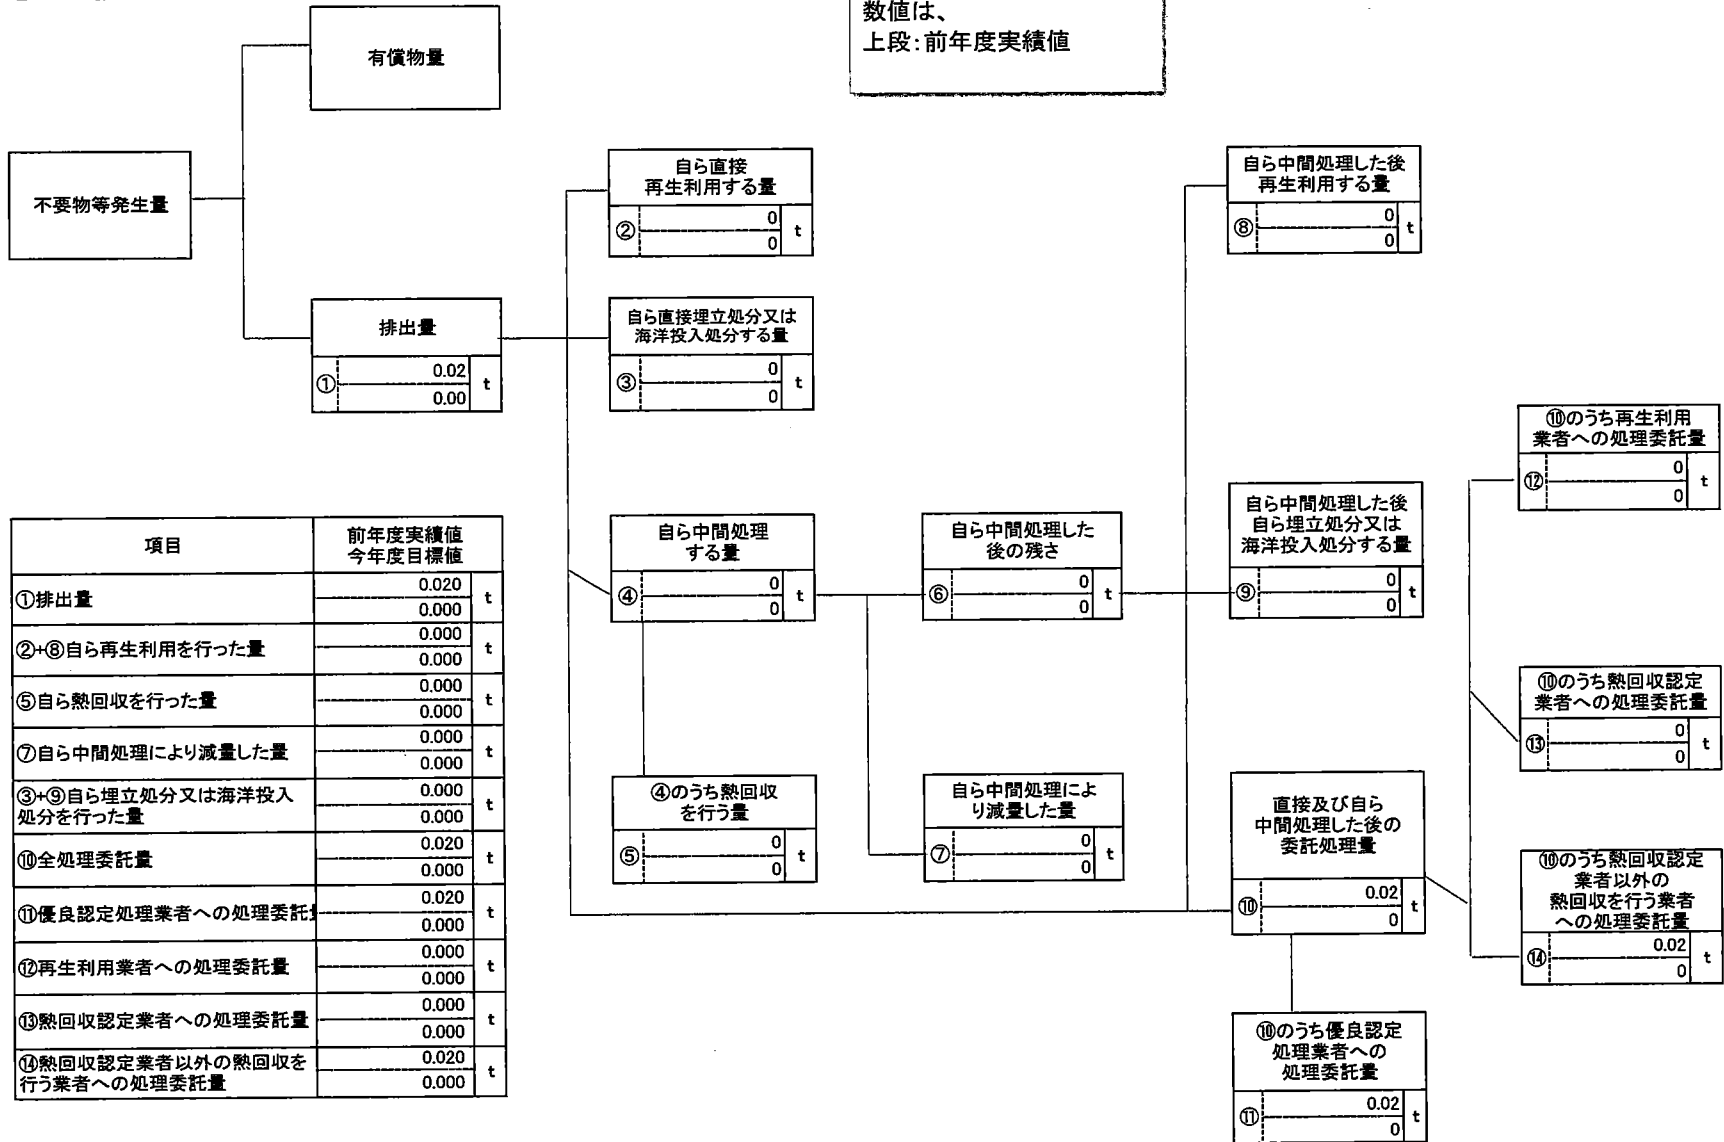 数値は、
上段：前年度実績値
有償物量
不要物等発生量
排出量
①
0.02
0.00
t
自ら直接
再生利用する量
②
0
0
t
自ら直接埋立処分又は
海洋投入処分する量
③
0
0
t
自ら中間処理
する量
④
0
0
t
④のうち熱回収
を行う量
⑤
0
0
t
自ら中間処理した
後の残さ
⑥
0
0
t
自ら中間処理によ
り減量した量
⑦
0
0
t
自ら中間処理した後
再生利用する量
⑧
0
0
t
自ら中間処理した後
自ら埋立処分又は
海洋投入処分する量
⑨
0
0
t
直接及び自ら
中間処理した後の
委託処理量
⑩
0.02
0
t
⑩のうち優良認定
処理業者への
処理委託量
⑪
0.02
0
t
⑩のうち再生利用
業者への処理委託量
⑫
0
0
t
⑩のうち熱回収認定
業者への処理委託量
⑬
0
0
t
⑩のうち熱回収認定
業者以外の
熱回収を行う業者
への処理委託量
⑭
0.02
0
t
項目
前年度実績値
今年度目標値
①排出量
0.020
0.000
t
②+⑧自ら再生利用を行った量
0.000
0.000
t
⑤自ら熱回収を行った量
0.000
0.000
t
⑦自ら中間処理により減量した量
0.000
0.000
t
③+⑨自ら埋立処分又は海洋投入
処分を行った量
0.000
0.000
t
⑩全処理委託量
0.020
0.000
t
⑪優良認定処理業者への処理委託
0.020
0.000
t
⑫再生利用業者への処理委託量
0.000
0.000
t
⑬熱回収認定業者への処理委託量
0.000
0.000
t
⑭熱回収認定業者以外の熱回収を
行う業者への処理委託量
0.020
0.000
t